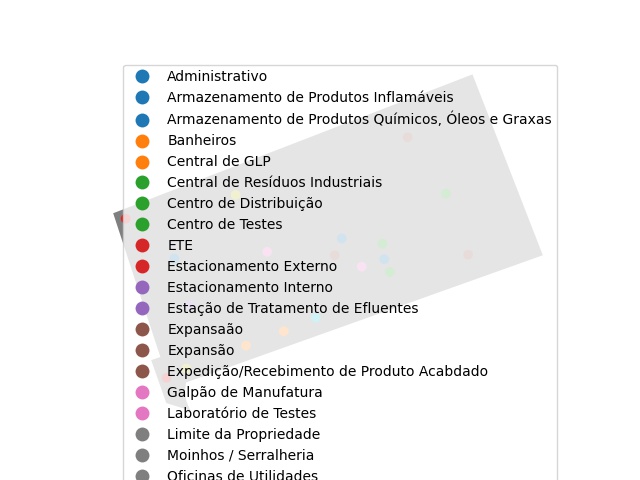 Administrativo
Armazenamento de Produtos Inflamáveis
Armazenamento de Produtos Químicos, Óleos e Graxas
Banheiros
Central de GLP
Central de Resíduos Industriais
Centro de Distribuição
Centro de Testes
ETE
Estacionamento Externo
Estacionamento Interno
Estação de Tratamento de Efluentes
Expansaão
Expansão
Expedição/Recebimento de Produto Acabdado
Galpão de Manufatura
Laboratório de Testes
Limite da Propriedade
Moinhos / Serralheria
Oficinas de Utilidades